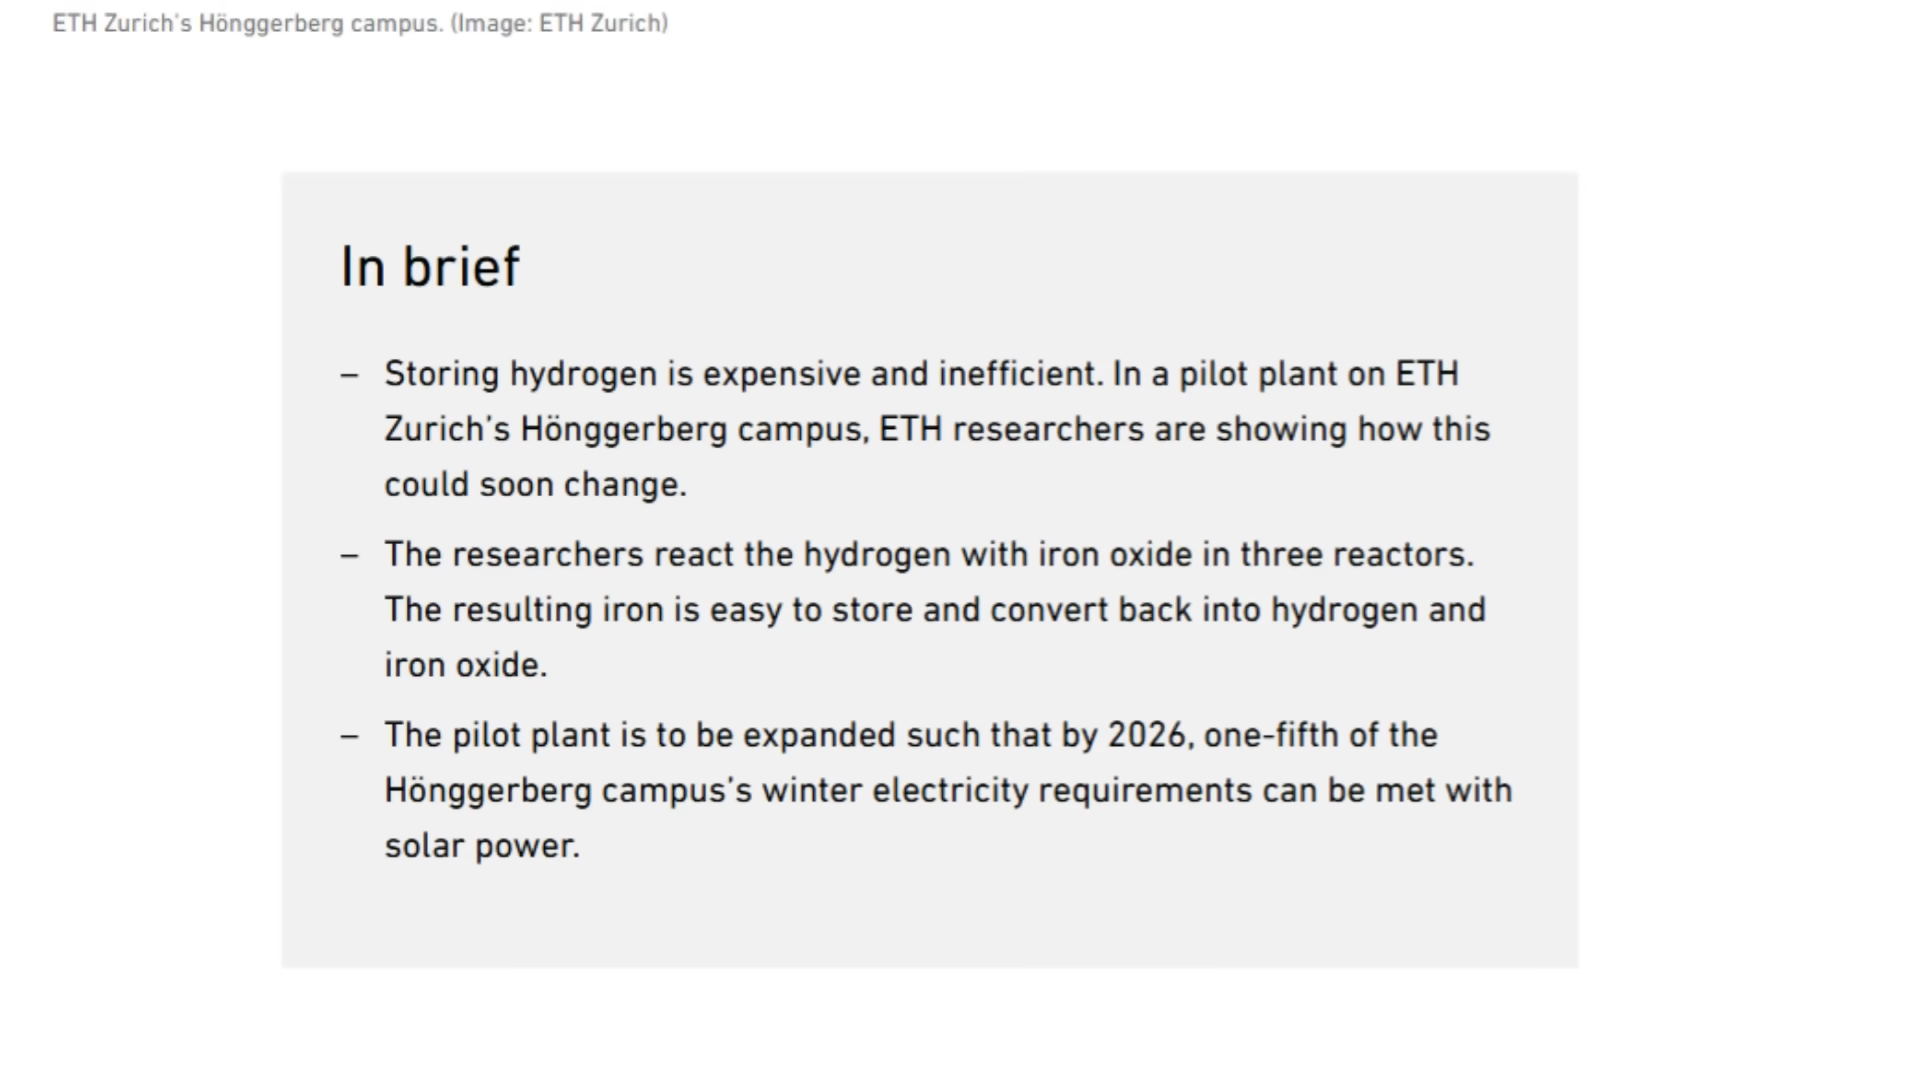 ETH Zurich's Hönggerberg campus. (Image: ETH Zurich)
In brief
– Storing hydrogen is expensive and inefficient. In a pilot plant on ETH
Zurich's Hönggerberg campus, ETH researchers are showing how this
could soon change.
– The researchers react the hydrogen with iron oxide in three reactors.
The resulting iron is easy to store and convert back into hydrogen and
iron oxide.
– The pilot plant is to be expanded such that by 2026, one-fifth of the
Hönggerberg campus's winter electricity requirements can be met with
solar power.